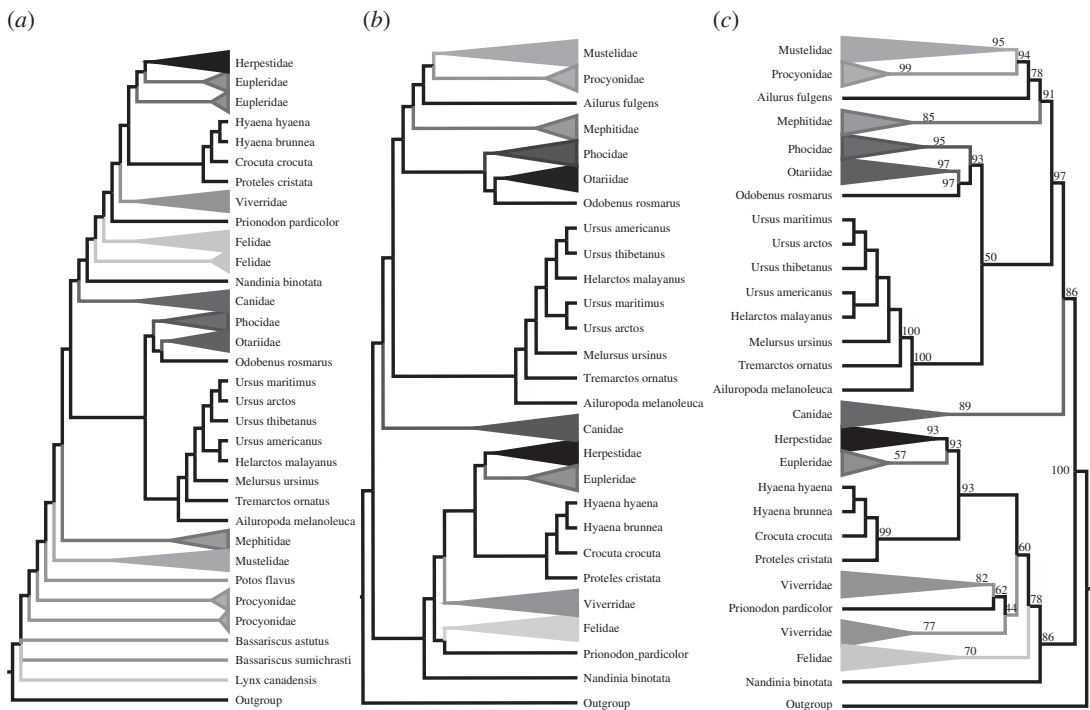 (a)
Herpestidae
Eupleridae
Eupleridae
Hyaena hyaena
Hyaena brunnea
Crocuta crocuta
Proteles cristata
Viverridae
Prionodon pardicolor
Felidae
Felidae
Nandinia binotata
Canidae
Phocidae
Otariidae
Odobenus rosmarus
Ursus maritimus
Ursus arctos
Ursus thibetanus
Ursus americanus
Helarctos malayanus
Melursus ursinus
Tremarctos ornatus
Ailuropoda melanoleuca
Mephitidae
Mustelidae
Potos flavus
Procyonidae
Procyonidae
Bassariscus astutus
Bassariscus sumichrasti
Lynx canadensis
Outgroup
(b)
Mustelidae
Procyonidae
Ailurus fulgens
Mephitidae
Phocidae
Otariidae
Odobenus rosmarus
Ursus americanus
Ursus thibetanus
Helarctos malayanus
Ursus maritimus
Ursus arctos
Melursus ursinus
Tremarctos ornatus
Ailuropoda melanoleuca
Canidae
Herpestidae
Eupleridae
Hyaena hyaena
Hyaena brunnea
Crocuta crocuta
Proteles cristata
Viverridae
Felidae
Prionodon_pardicolor
Nandinia binotata
Outgroup
(c)
Mustelidae 95
94
Procyonidae 99
78
Ailurus fulgens
91
Mephitidae 85
Phocidae 95
93
Otariidae 97
97
97
Odobenus rosmarus
Ursus maritimus
Ursus arctos
50
Ursus thibetanus
86
Ursus americanus
Helarctos malayanus
100
Melursus ursinus
100
Tremarctos ornatus
Ailuropoda melanoleuca
Canidae 89
Herpestidae 93
93
Eupleridae 57
100
Hyaena hyaena
93
Hyaena brunnea
Crocuta crocuta
99
Proteles cristata
60
Viverridae 82
62
Prionodon pardicolor
44
78
Viverridae 77
86
Felidae 70
Nandinia binotata
Outgroup